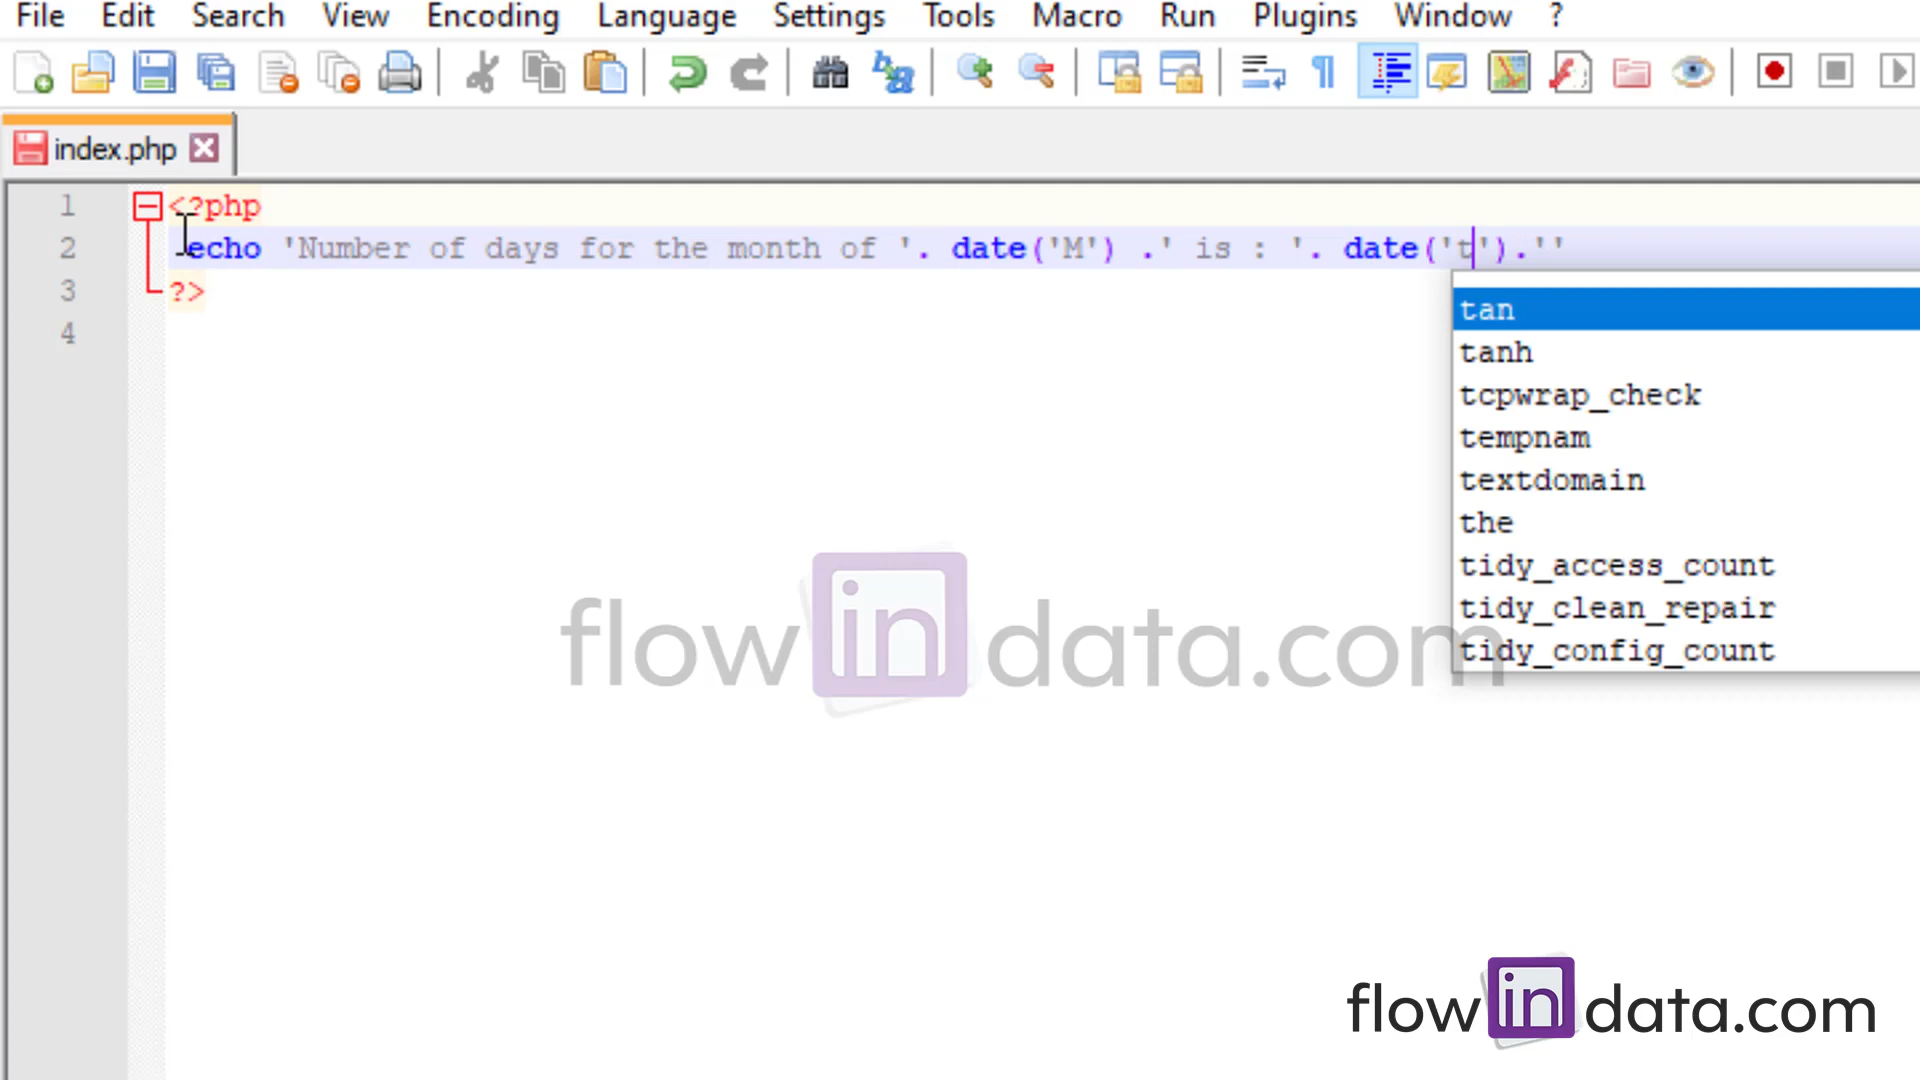 File Edit Search View Encoding Language Settings Tools Macro Run Plugins Window ?
index.php
1 <?php
2 echo 'Number of days for the month of '. date('M') .' is : '. date('t').''
3 ?>
4
tan
tanh
tcpwrap_check
tempnam
textdomain
the
tidy_access_count
tidy_clean_repair
tidy_config_count
flow in data.com
flow in data.com